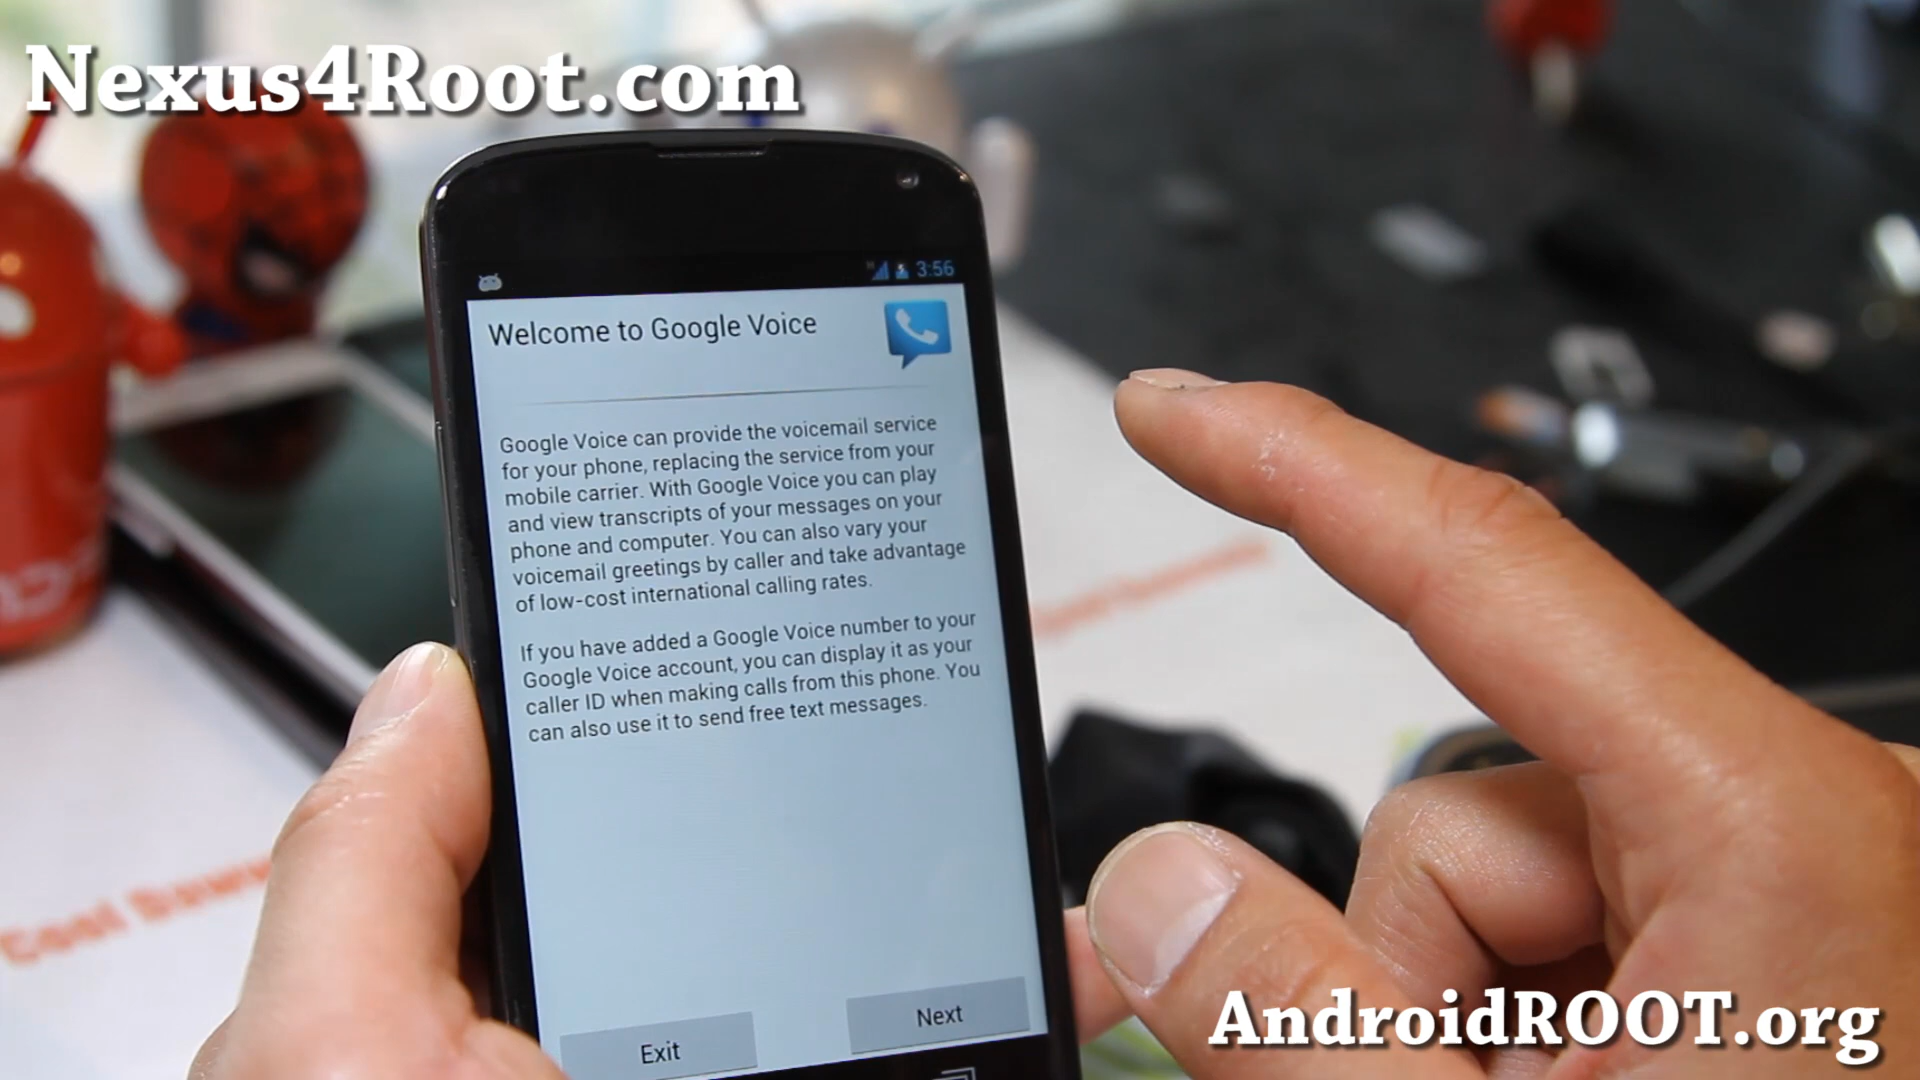 Nexus4Root.com
3:56
Welcome to Google Voice
Google Voice can provide the voicemail service
for your phone, replacing the service from your
mobile carrier. With Google Voice you can play
and view transcripts of your messages on your
phone and computer. You can also vary your
voicemail greetings by caller and take advantage
of low-cost international calling rates.
If you have added a Google Voice number to your
Google Voice account, you can display it as your
caller ID when making calls from this phone. You
can also use it to send free text messages.
Exit
Next
Cool
AndroidROOT.org